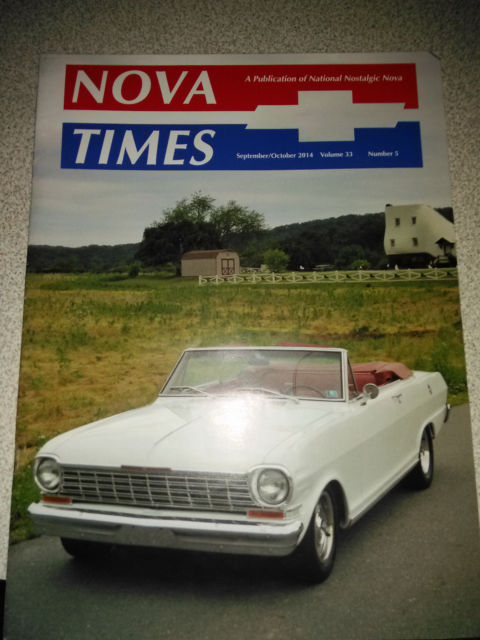 NOVA
A Publication of National Nostalgic Nova
TIMES
September/October 2014 Volume 33 Number 5